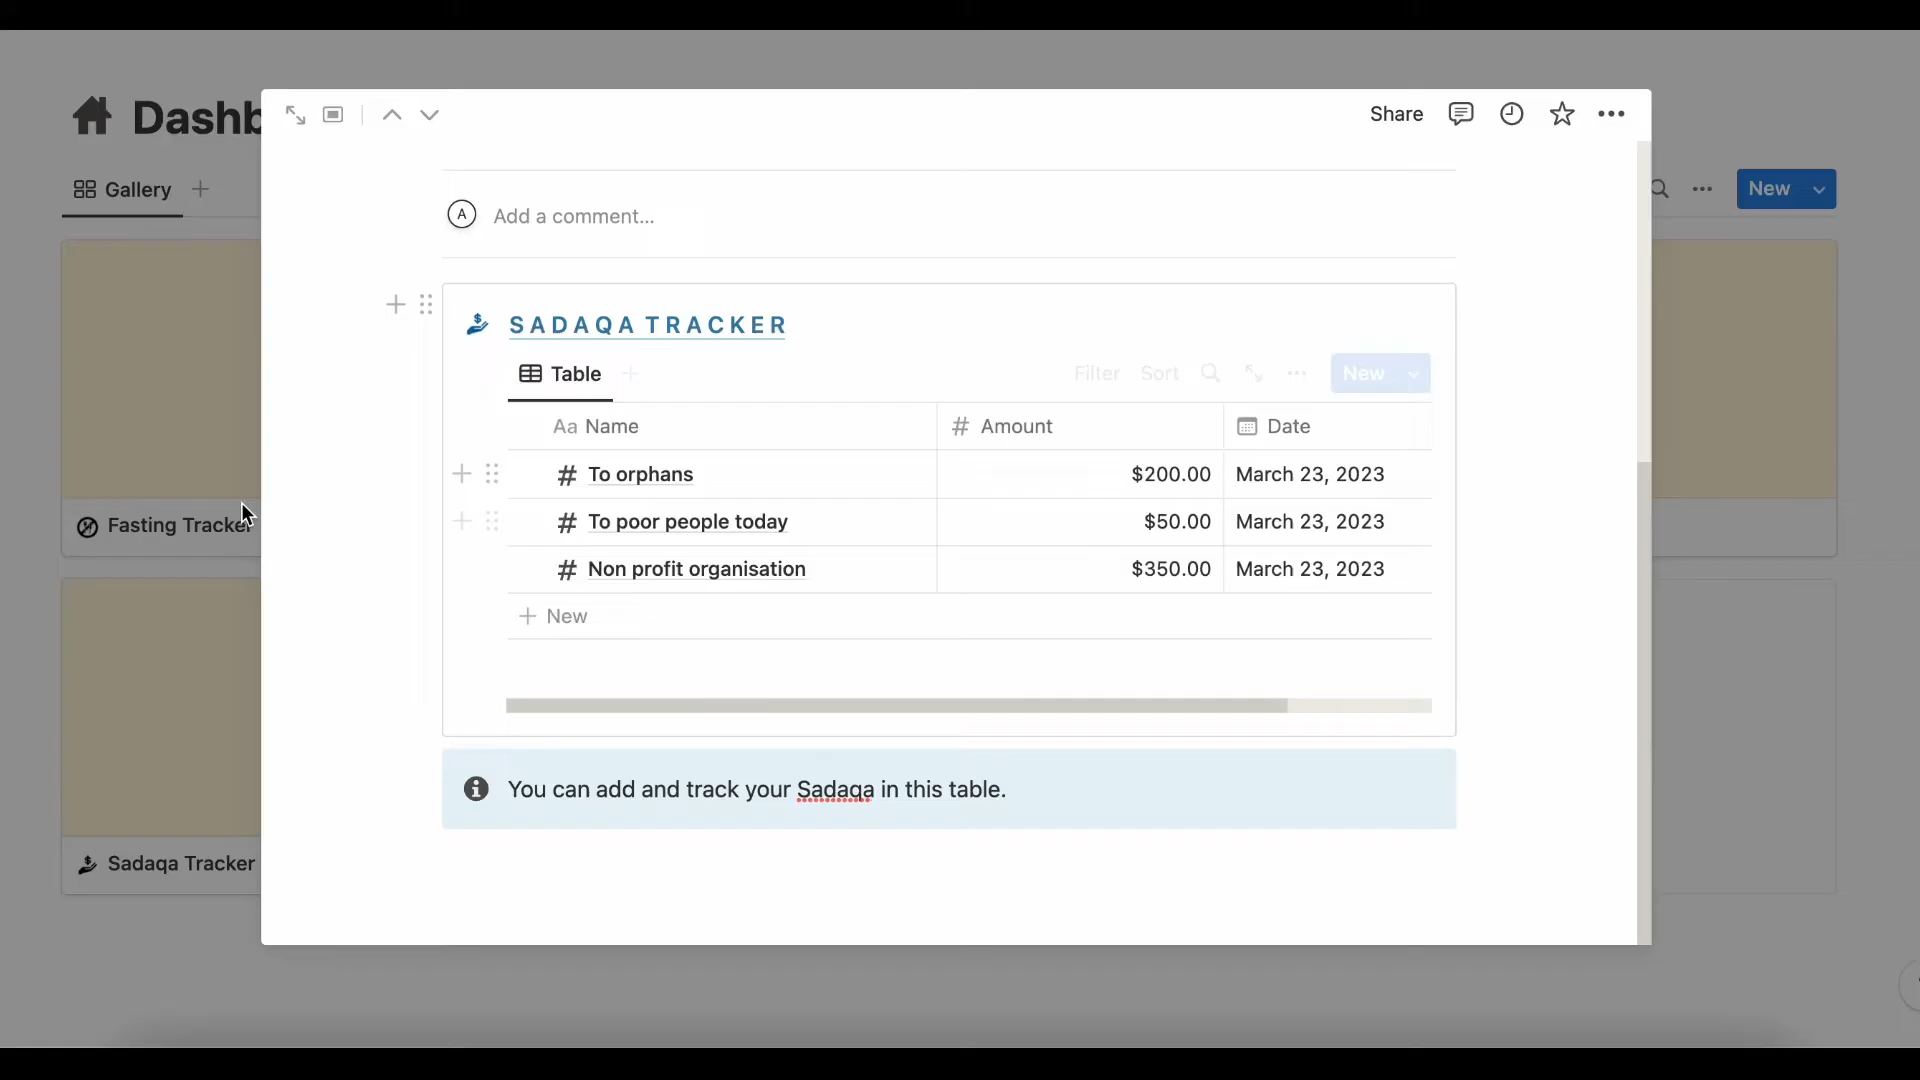 Dashb
Share
Gallery
New
A Add a comment...
SADAQA TRACKER
Table
Filter Sort New
Aa Name # Amount Date
# To orphans $200.00 March 23, 2023
# To poor people today $50.00 March 23, 2023
# Non profit organisation $350.00 March 23, 2023
+ New
Fasting Tracker
You can add and track your Sadaqa in this table.
Sadaqa Tracker